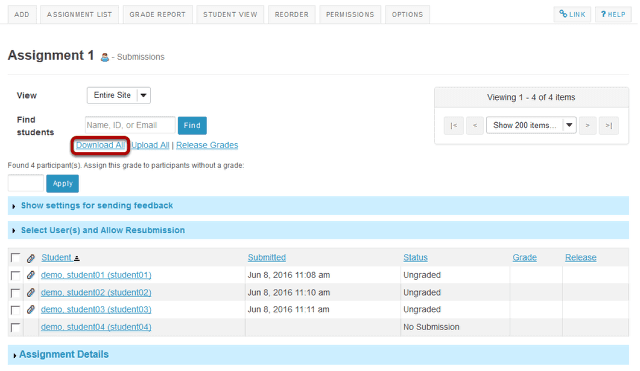 ADD ASSIGNMENT LIST GRADE REPORT STUDENT VIEW REORDER PERMISSIONS OPTIONS LINK ? HELP
Assignment 1 - Submissions
View Entire Site
Viewing 1 - 4 of 4 items
Find students Name, ID, or Email Find
|< < Show 200 items... > >|
Download All | Upload All | Release Grades
Found 4 participant(s). Assign this grade to participants without a grade:
Apply
Show settings for sending feedback
Select User(s) and Allow Resubmission
Student Submitted Status Grade Release
demo, student01 (student01) Jun 8, 2016 11:08 am Ungraded
demo, student02 (student02) Jun 8, 2016 11:10 am Ungraded
demo, student03 (student03) Jun 8, 2016 11:11 am Ungraded
demo, student04 (student04) No Submission
Assignment Details